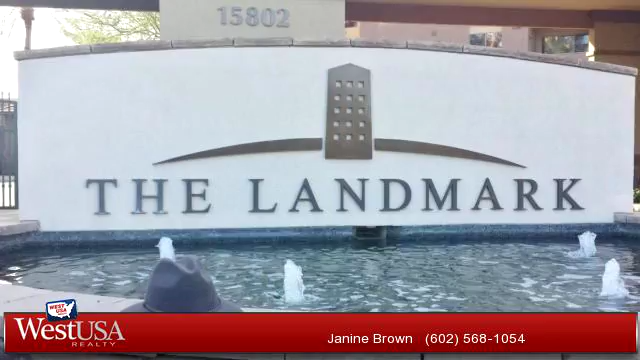 15802
THE LANDMARK
WEST USA
WestUSA
REALTY
Janine Brown (602) 568-1054